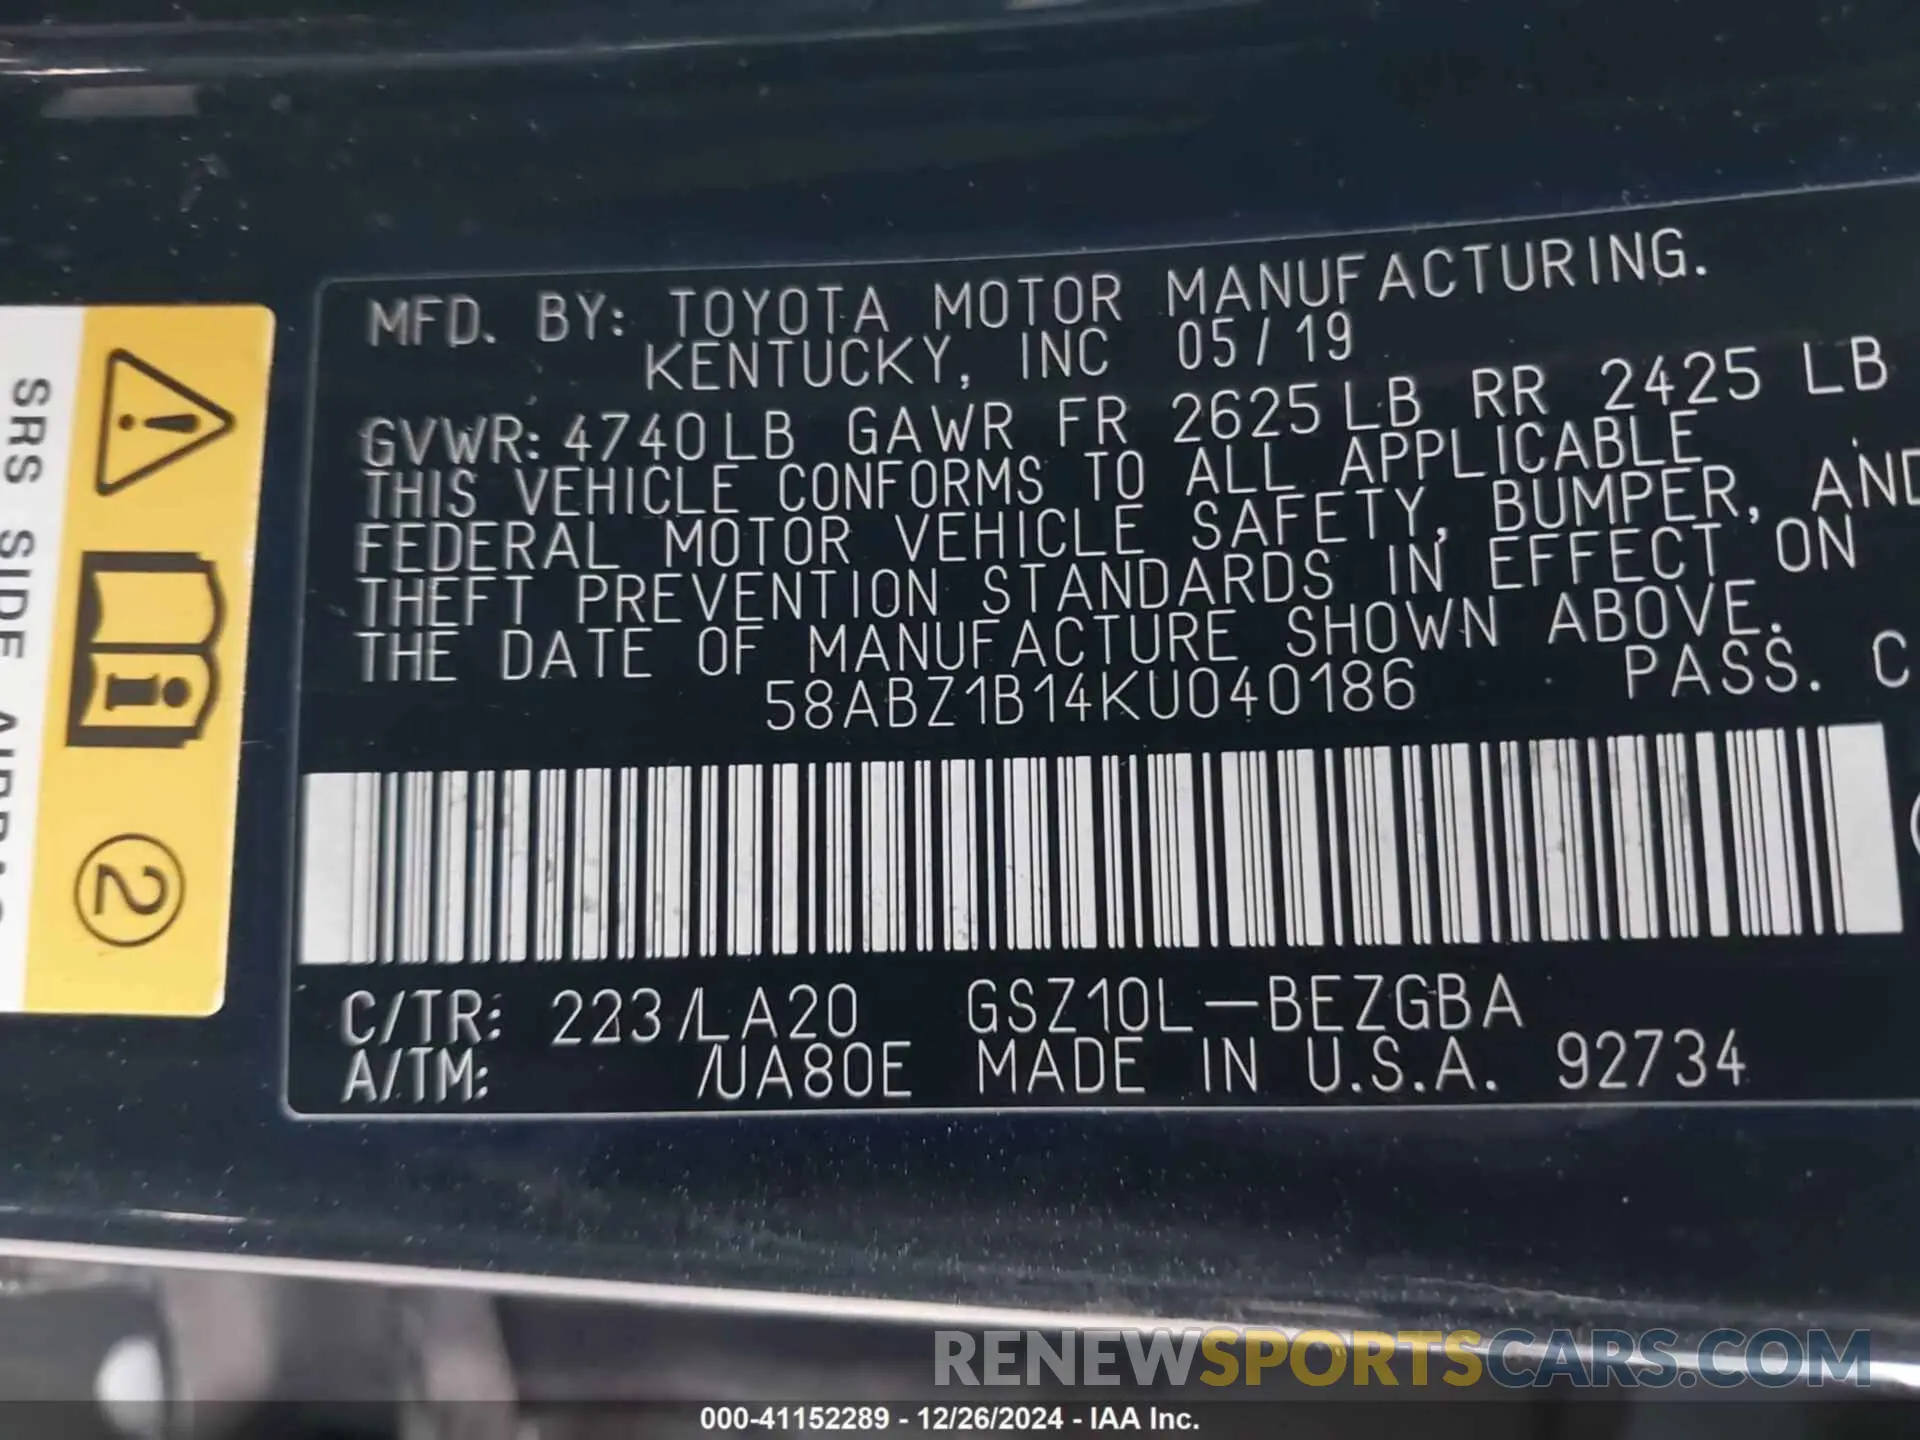 MFD. BY: TOYOTA MOTOR MANUFACTURING.
KENTUCKY, INC 05/19
GVWR: 4740LB GAWR FR 2625LB RR 2425 LB
THIS VEHICLE CONFORMS TO ALL APPLICABLE
FEDERAL MOTOR VEHICLE SAFETY, BUMPER, AND
THEFT PREVENTION STANDARDS IN EFFECT ON
THE DATE OF MANUFACTURE SHOWN ABOVE.
58ABZ1B14KU040186 PASS. C
C/TR: 223/LA20 GSZ10L-BEZGBA
A/TM: /UA80E MADE IN U.S.A. 92734
SRS SIDE
2
RENEWSPORTSCARS.COM
000-41152289 - 12/26/2024 - IAA Inc.